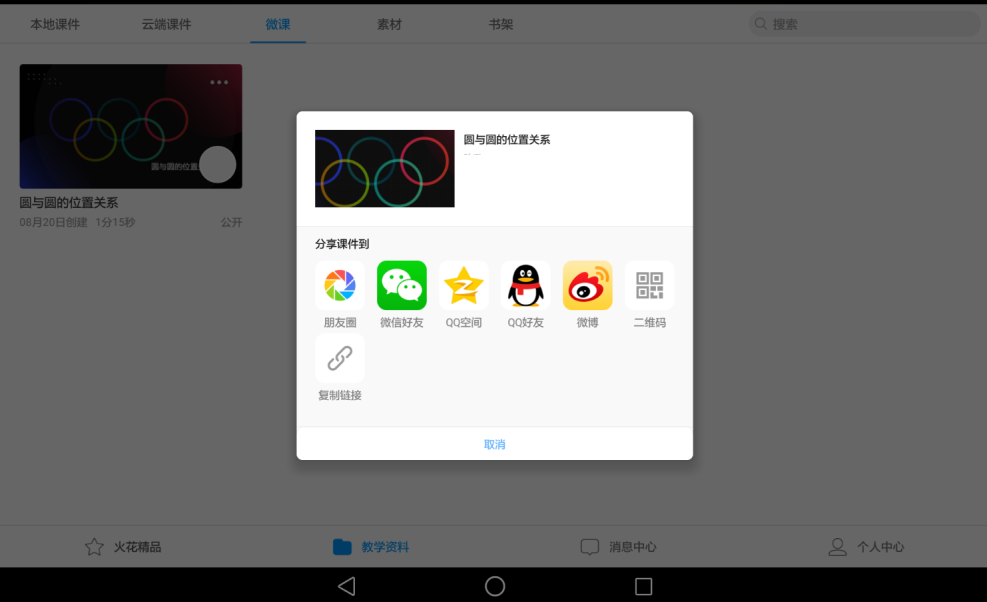 本地课件
云端课件
微课
素材
书架
搜索
圆与圆的位置
圆与圆的位置关系
08月20日创建 1分15秒
公开
圆与圆的位置关系
分享课件到
朋友圈
微信好友
QQ空间
QQ好友
微博
二维码
复制链接
取消
火花精品
教学资料
消息中心
个人中心